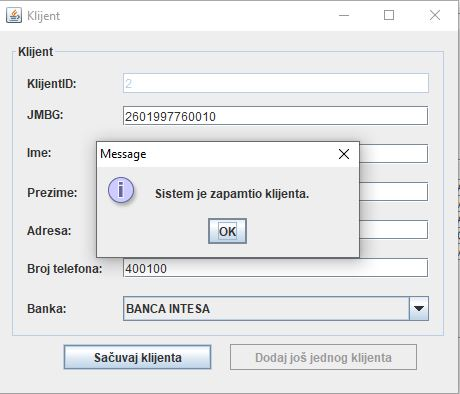 Klijent
Klijent
KlijentID: 2
JMBG: 2601997760010
Ime:
Message
Sistem je zapamtio klijenta.
OK
Prezime:
Adresa:
Broj telefona: 400100
Banka: BANCA INTESA
Sačuvaj klijenta Dodaj još jednog klijenta